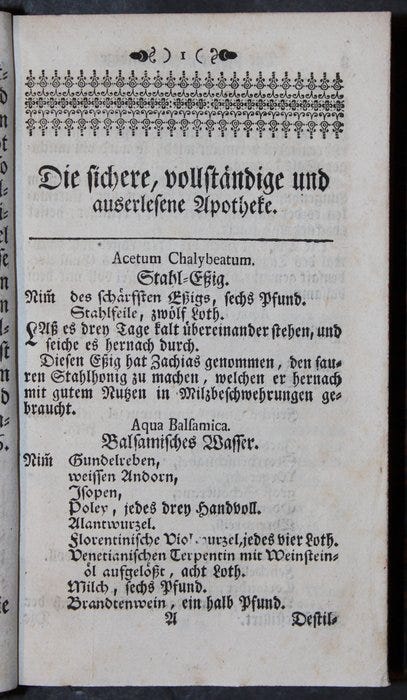 ) 1 (
Die sichere, vollständige und
auserlesene Apotheke.
Acetum Chalybeatum.
Stahl-Eßig.
Nim̄ des schärfsten Eßigs, sechs Pfund.
Stahlfeile, zwölf Loth.
Laß es drey Tage kalt übereinander stehen, und
seiche es hernach durch.
Diesen Eßig hat Zachias genommen, den sau-
ren Stahlhonig zu machen, welchen er hernach
mit gutem Nutzen in Milzbeschwehrungen ge-
braucht.
Aqua Balsamica.
Balsamisches Wasser.
Nim̄ Gundelreben,
weissen Andorn,
Isopen,
Poley, jedes drey Handvoll.
Alantwurzel.
Florentinische jedes vier Loth.
Venetianischen Terpentin mit Weinstein-
öl aufgelößt, acht Loth.
Milch, sechs Pfund.
Brandtenwein, ein halb Pfund.
A Destil-